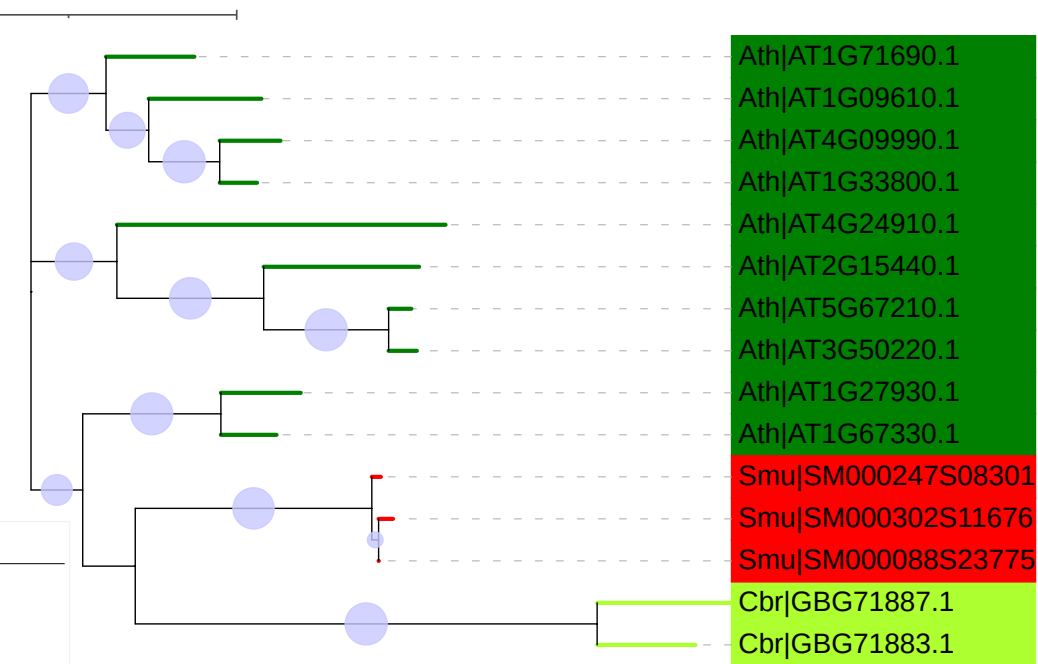 Ath|AT1G71690.1
Ath|AT1G09610.1
Ath|AT4G09990.1
Ath|AT1G33800.1
Ath|AT4G24910.1
Ath|AT2G15440.1
Ath|AT5G67210.1
Ath|AT3G50220.1
Ath|AT1G27930.1
Ath|AT1G67330.1
Smu|SM000247S08301
Smu|SM000302S11676
Smu|SM000088S23775
Cbr|GBG71887.1
Cbr|GBG71883.1